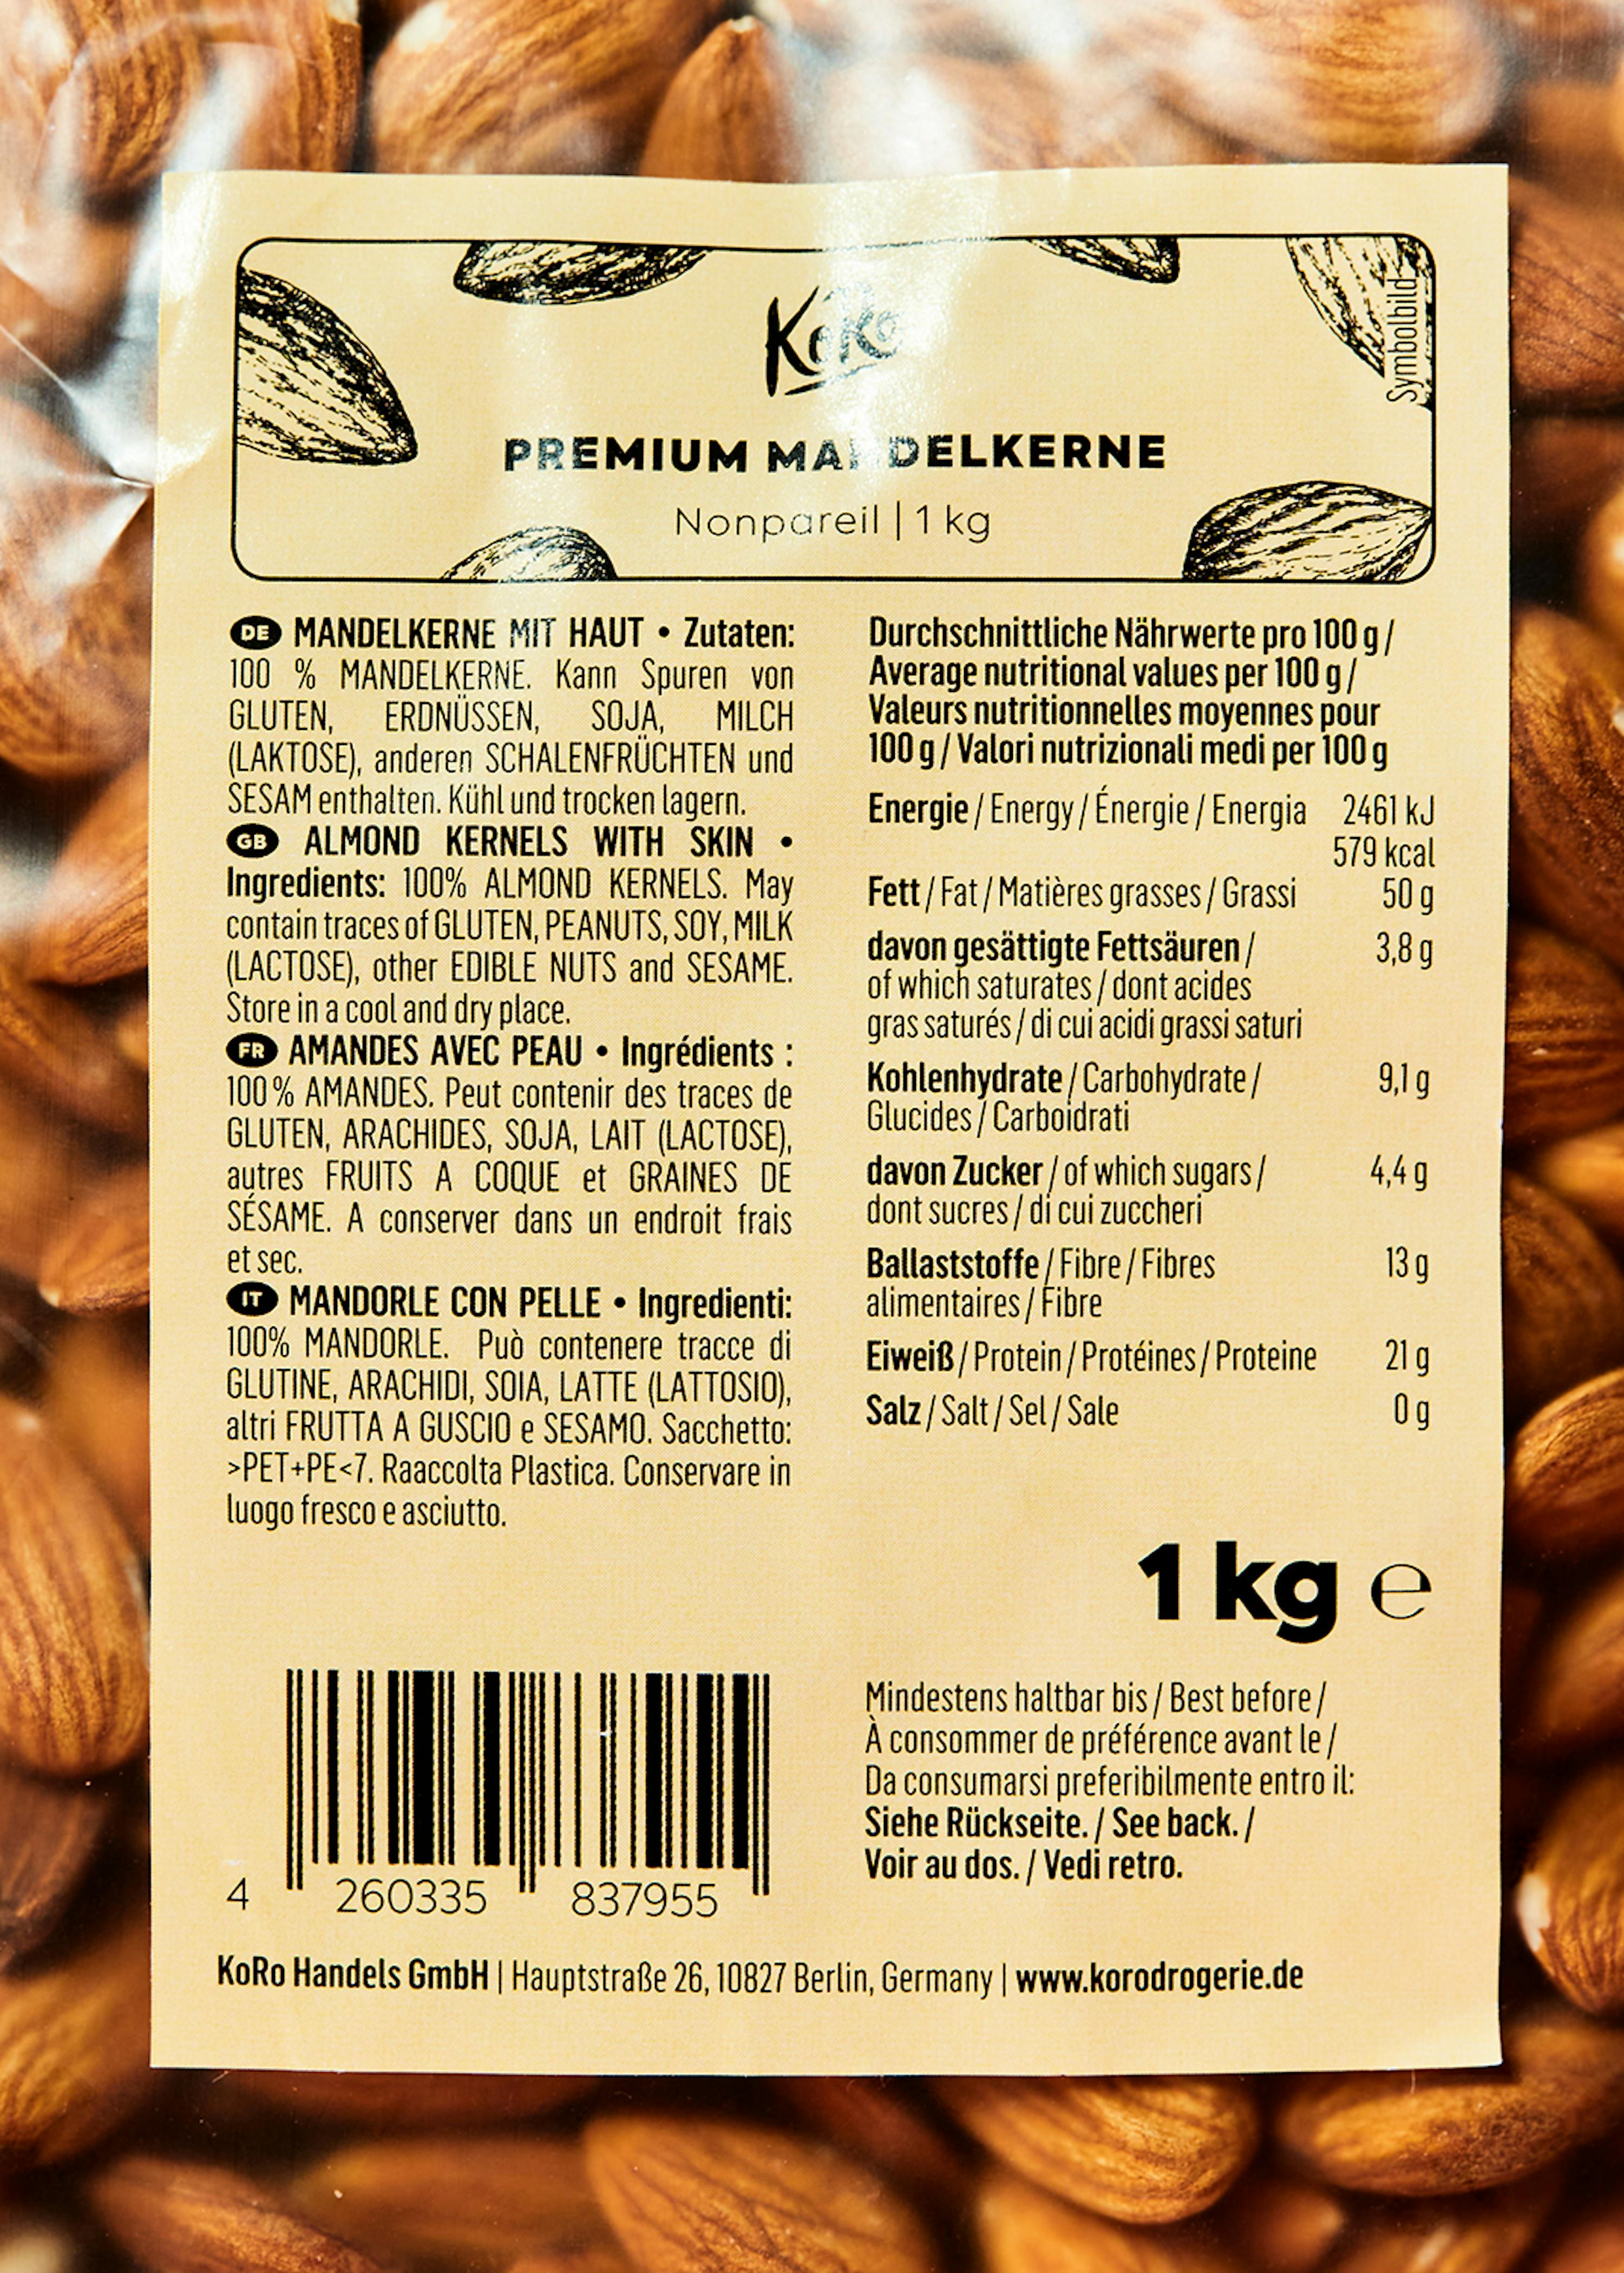 KoRo
Symbolbild
PREMIUM MANDELKERNE
Nonpareil | 1 kg
DE MANDELKERNE MIT HAUT • Zutaten:
100 % MANDELKERNE. Kann Spuren von
GLUTEN, ERDNÜSSEN, SOJA, MILCH
(LAKTOSE), anderen SCHALENFRÜCHTEN und
SESAM enthalten. Kühl und trocken lagern.
GB ALMOND KERNELS WITH SKIN •
Ingredients: 100% ALMOND KERNELS. May
contain traces of GLUTEN, PEANUTS, SOY, MILK
(LACTOSE), other EDIBLE NUTS and SESAME.
Store in a cool and dry place.
FR AMANDES AVEC PEAU • Ingrédients :
100% AMANDES. Peut contenir des traces de
GLUTEN, ARACHIDES, SOJA, LAIT (LACTOSE),
autres FRUITS A COQUE et GRAINES DE
SÉSAME. A conserver dans un endroit frais
et sec.
IT MANDORLE CON PELLE • Ingredienti:
100% MANDORLE. Può contenere tracce di
GLUTINE, ARACHIDI, SOIA, LATTE (LATTOSIO),
altri FRUTTA A GUSCIO e SESAMO. Sacchetto:
>PET+PE<7. Raaccolta Plastica. Conservare in
luogo fresco e asciutto.
Durchschnittliche Nährwerte pro 100 g /
Average nutritional values per 100 g /
Valeurs nutritionnelles moyennes pour
100 g / Valori nutrizionali medi per 100 g
Energie / Energy / Énergie / Energia 2461 kJ
579 kcal
Fett / Fat / Matières grasses / Grassi 50 g
davon gesättigte Fettsäuren / 3,8 g
of which saturates / dont acides
gras saturés / di cui acidi grassi saturi
Kohlenhydrate / Carbohydrate / 9,1 g
Glucides / Carboidrati
davon Zucker / of which sugars / 4,4 g
dont sucres / di cui zuccheri
Ballaststoffe / Fibre / Fibres 13 g
alimentaires / Fibre
Eiweiß / Protein / Protéines / Proteine 21 g
Salz / Salt / Sel / Sale 0 g
1 kg ℮
Mindestens haltbar bis / Best before /
À consommer de préférence avant le /
Da consumarsi preferibilmente entro il:
Siehe Rückseite. / See back. /
Voir au dos. / Vedi retro.
4 260335 837955
KoRo Handels GmbH | Hauptstraße 26, 10827 Berlin, Germany | www.korodrogerie.de